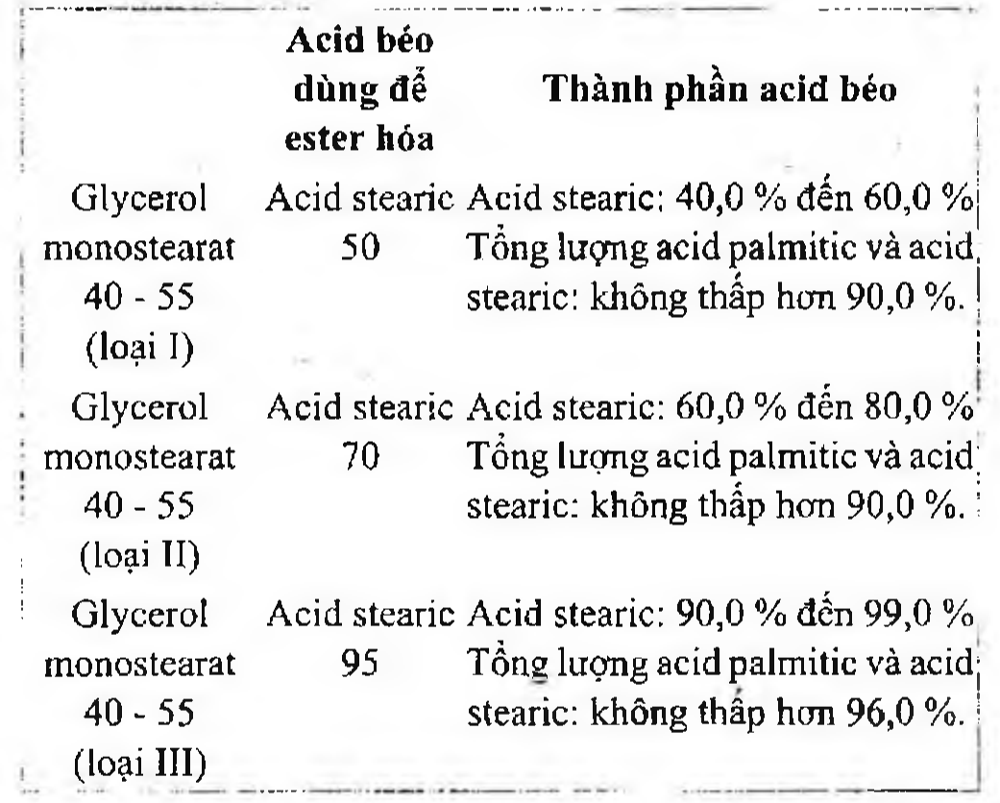 Acid béo
dùng để
ester hóa
Thành phần acid béo
Glycerol
monostearat
40 - 55
(loại I)
Acid stearic
50
Acid stearic: 40,0 % đến 60,0 %
Tổng lượng acid palmitic và acid
stearic: không thấp hơn 90,0 %.
Glycerol
monostearat
40 - 55
(loại II)
Acid stearic
70
Acid stearic: 60,0 % đến 80,0 %
Tổng lượng acid palmitic và acid
stearic: không thấp hơn 90,0 %.
Glycerol
monostearat
40 - 55
(loại III)
Acid stearic
95
Acid stearic: 90,0 % đến 99,0 %
Tổng lượng acid palmitic và acid
stearic: không thấp hơn 96,0 %.